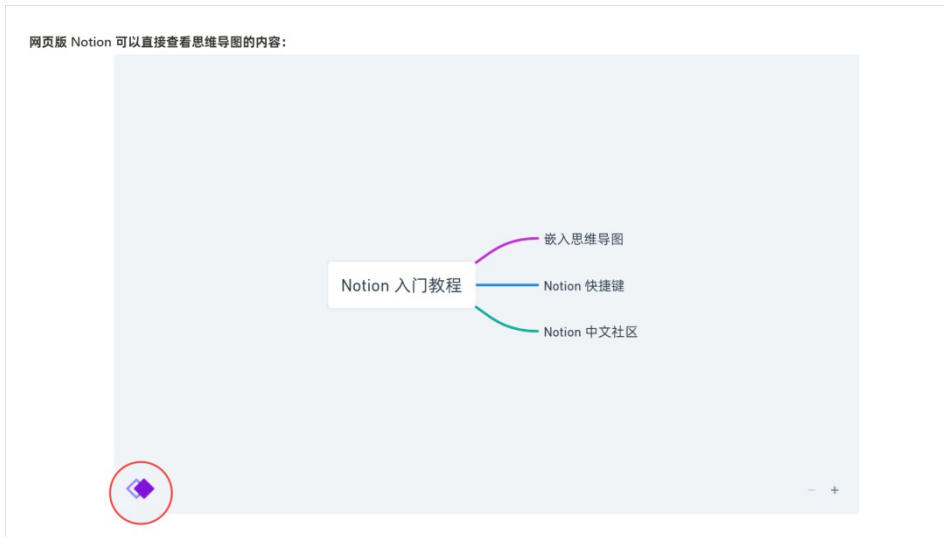 网页版 Notion 可以直接查看思维导图的内容：
嵌入思维导图
Notion 入门教程
Notion 快捷键
Notion 中文社区